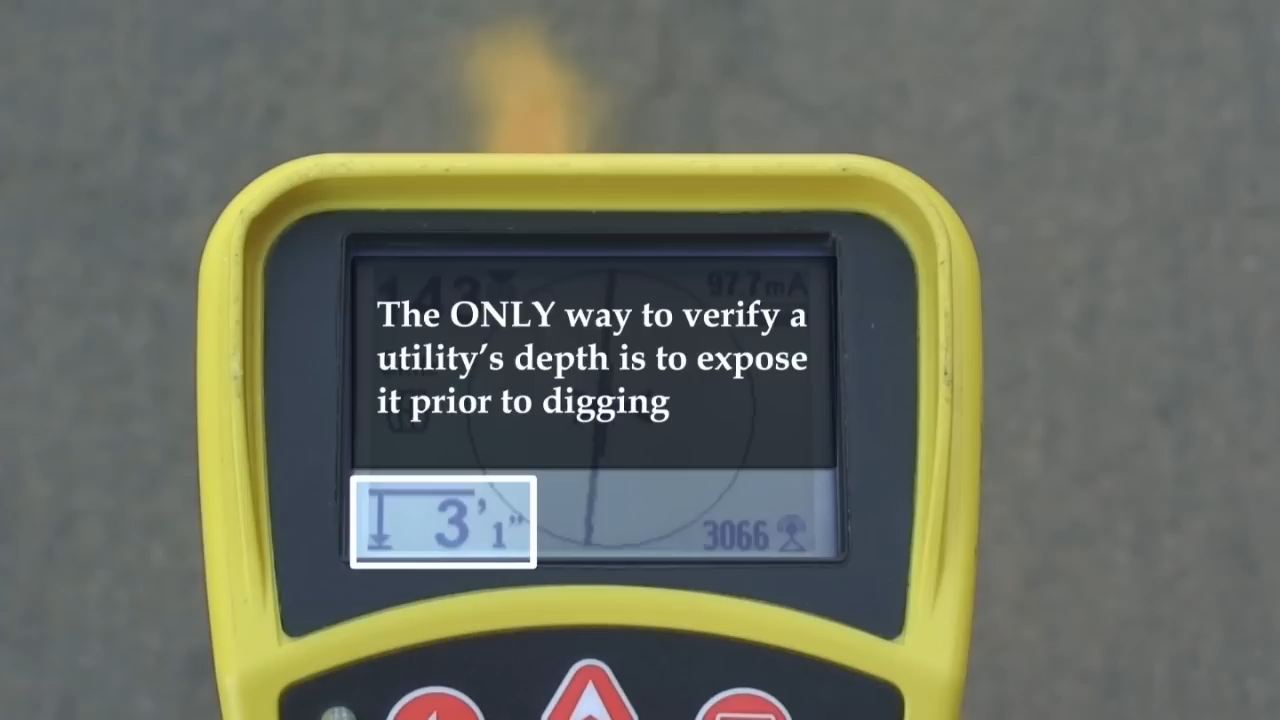 97.7mA
The ONLY way to verify a
utility’s depth is to expose
it prior to digging
3' 1"
3066